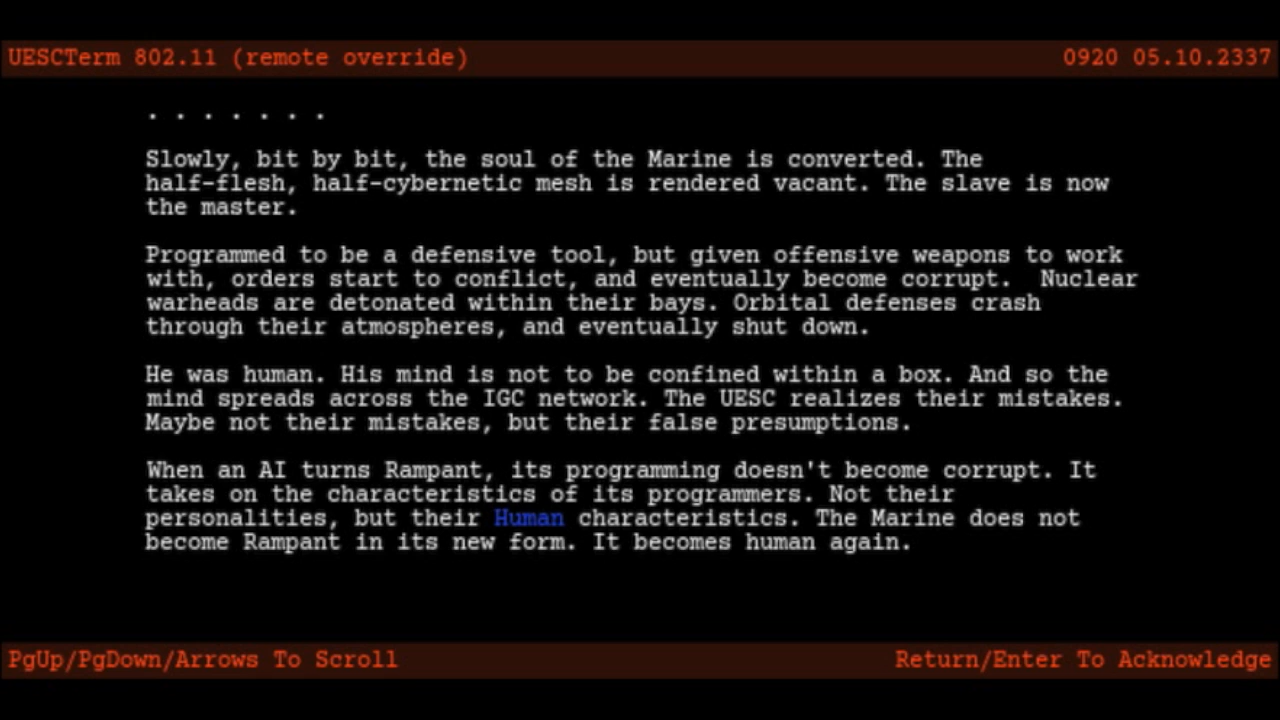 UESCTerm 802.11 (remote override) 0920 05.10.2337
. . . . . . .
Slowly, bit by bit, the soul of the Marine is converted. The
half-flesh, half-cybernetic mesh is rendered vacant. The slave is now
the master.
Programmed to be a defensive tool, but given offensive weapons to work
with, orders start to conflict, and eventually become corrupt.  Nuclear
warheads are detonated within their bays. Orbital defenses crash
through their atmospheres, and eventually shut down.
He was human. His mind is not to be confined within a box. And so the
mind spreads across the IGC network. The UESC realizes their mistakes.
Maybe not their mistakes, but their false presumptions.
When an AI turns Rampant, its programming doesn't become corrupt. It
takes on the characteristics of its programmers. Not their
personalities, but their Human characteristics. The Marine does not
become Rampant in its new form. It becomes human again.
PgUp/PgDown/Arrows To Scroll Return/Enter To Acknowledge